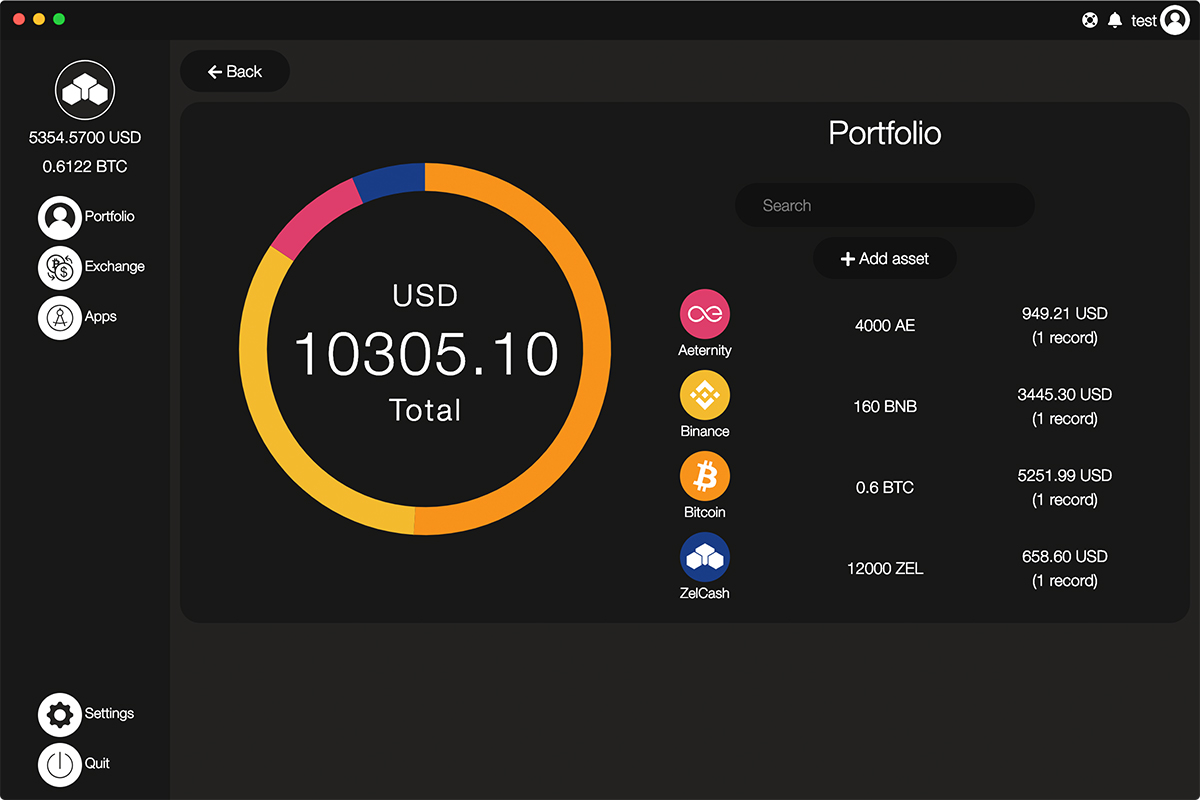 test
5354.5700 USD
0.6122 BTC
Portfolio
Exchange
Apps
Settings
Quit
Back
USD
10305.10
Total
Portfolio
Search
Add asset
Aeternity 4000 AE 949.21 USD
(1 record)
Binance 160 BNB 3445.30 USD
(1 record)
Bitcoin 0.6 BTC 5251.99 USD
(1 record)
ZelCash 12000 ZEL 658.60 USD
(1 record)